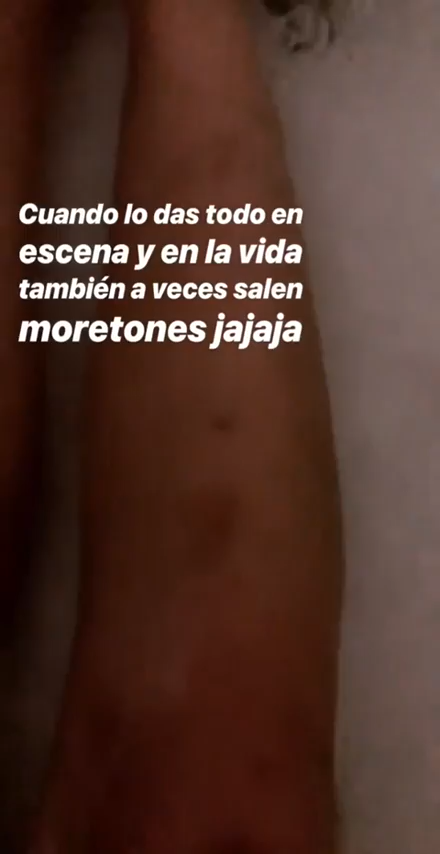 Cuando lo das todo en
escena y en la vida
también a veces salen
moretones jajaja